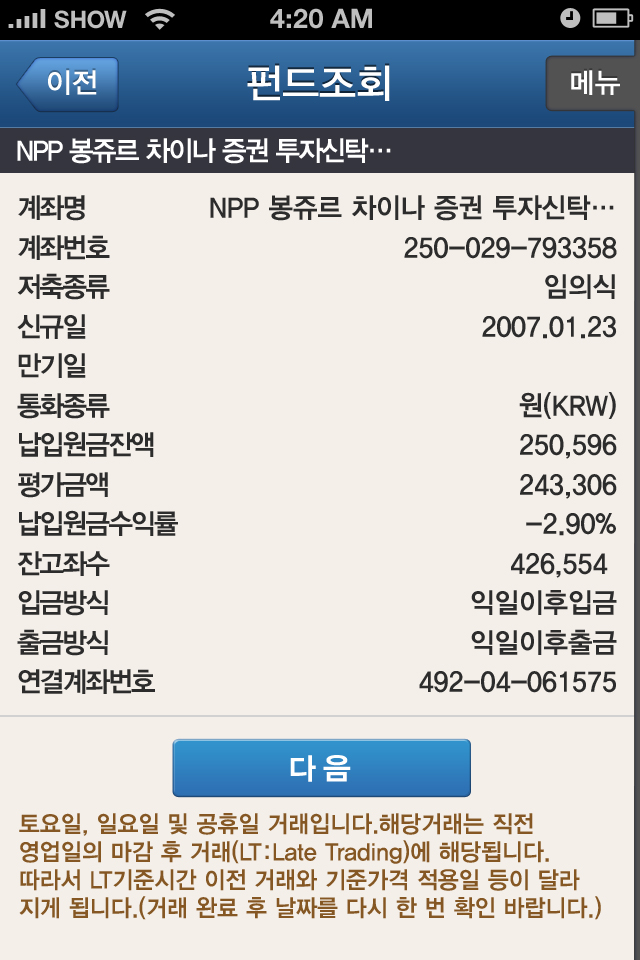 SHOW 4:20 AM
이전 펀드조회 메뉴
NPP 봉쥬르 차이나 증권 투자신탁…
계좌명 NPP 봉쥬르 차이나 증권 투자신탁…
계좌번호 250-029-793358
저축종류 임의식
신규일 2007.01.23
만기일
통화종류 원(KRW)
납입원금잔액 250,596
평가금액 243,306
납입원금수익률 -2.90%
잔고좌수 426,554
입금방식 익일이후입금
출금방식 익일이후출금
연결계좌번호 492-04-061575
다음
토요일, 일요일 및 공휴일 거래입니다.해당거래는 직전
영업일의 마감 후 거래(LT:Late Trading)에 해당됩니다.
따라서 LT기준시간 이전 거래와 기준가격 적용일 등이 달라
지게 됩니다.(거래 완료 후 날짜를 다시 한 번 확인 바랍니다.)